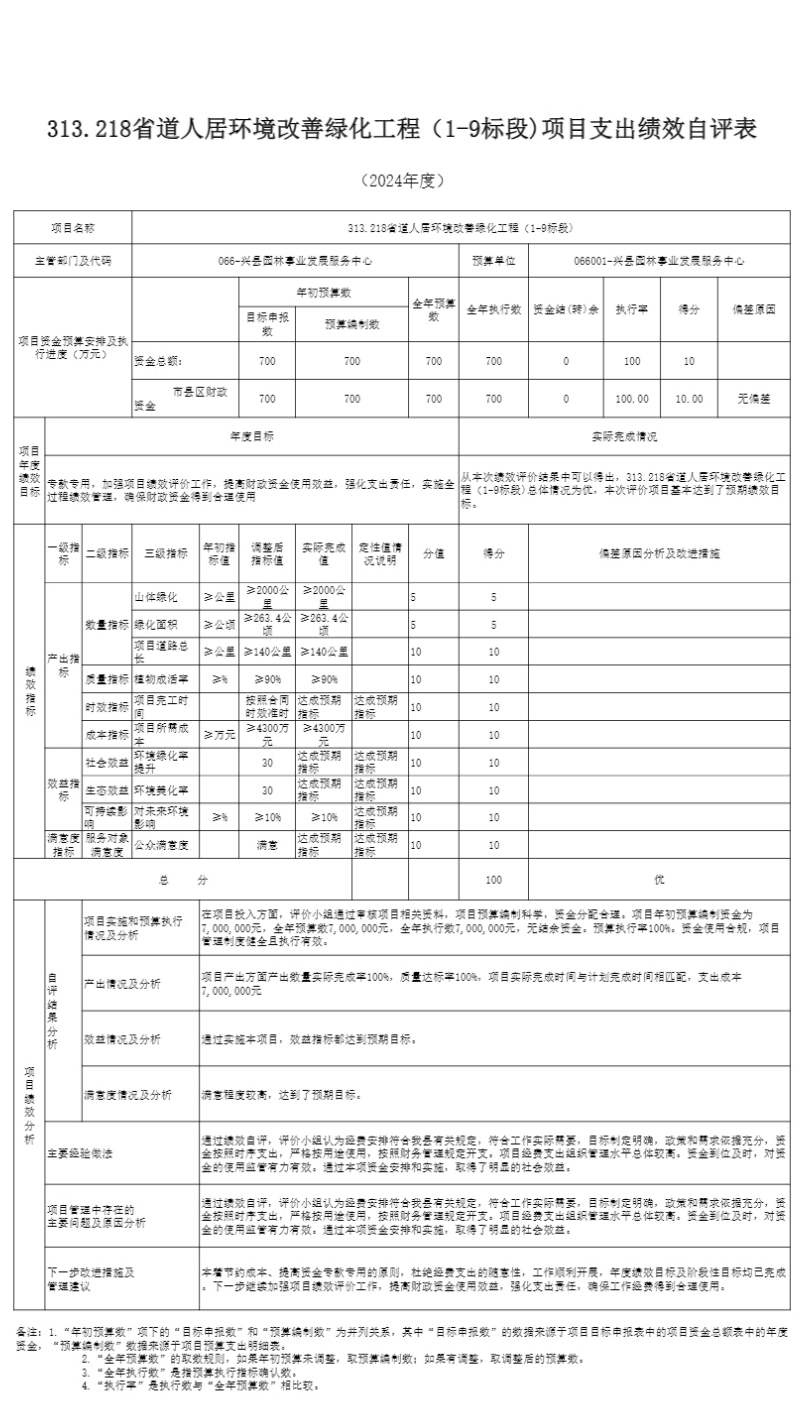 313.218省道人居环境改善绿化工程（1-9标段)项目支出绩效自评表
（2024年度）
项目名称 313.218省道人居环境改善绿化工程（1-9标段)
主管部门及代码 066-兴县园林事业发展服务中心 预算单位 066001-兴县园林事业发展服务中心
项目资金预算安排及执行进度（万元） 年初预算数 全年预算数 全年执行数 资金结(转)余 执行率 得分 偏差原因
目标申报数 预算编制数
资金总额： 700 700 700 700 0 100 10
市县区财政资金 700 700 700 700 0 100.00 10.00 无偏差
项目年度绩效目标 年度目标 实际完成情况
专款专用，加强项目绩效评价工作，提高财政资金使用效益，强化支出责任，实施全
过程绩效管理，确保财政资金得到合理使用
从本次绩效评价结果中可以得出，313.218省道人居环境改善绿化工
程（1-9标段)总体情况为优，本次评价项目基本达到了预期绩效目
标。
绩效指标 一级指标 二级指标 三级指标 年初指标值 调整后指标值 实际完成值 定性值情况说明 分值 得分 偏差原因分析及改进措施
产出指标 数量指标 山体绿化 ≥公里 ≥2000公里 ≥2000公里 5 5
绿化面积 ≥公顷 ≥263.4公顷 ≥263.4公顷 5 5
项目道路总长 ≥公里 ≥140公里 ≥140公里 10 10
质量指标 植物成活率 ≥% ≥90% ≥90% 10 10
时效指标 项目完工时间 按照合同时效准时 达成预期指标 达成预期指标 10 10
成本指标 项目所需成本 ≥万元 ≥4300万元 ≥4300万元 10 10
效益指标 社会效益 环境绿化率提升 30 达成预期指标 达成预期指标 10 10
生态效益 环境美化率 30 达成预期指标 达成预期指标 10 10
可持续影响 对未来环境影响 ≥% ≥10% ≥10% 达成预期指标 10 10
满意度指标 服务对象满意度 公众满意度 满意 达成预期指标 达成预期指标 10 10
总 分 100 优
项目绩效分析 自评结果分析 项目实施和预算执行情况及分析
在项目投入方面，评价小组通过审核项目相关资料，项目预算编制科学，资金分配合理。项目年初预算编制资金为
7,000,000元，全年预算数7,000,000元，全年执行数7,000,000元，无结余资金。预算执行率100%。资金使用合规，项目
管理制度健全且执行有效。
产出情况及分析
项目产出方面产出数量实际完成率100%，质量达标率100%，项目实际完成时间与计划完成时间相匹配，支出成本
7,000,000元
效益情况及分析 通过实施本项目，效益指标都达到预期目标。
满意度情况及分析 满意程度较高，达到了预期目标。
主要经验做法
通过绩效自评，评价小组认为经费安排符合我县有关规定，符合工作实际需要，目标制定明确，政策和需求依据充分，资
金按照时序支出，严格按用途使用，按照财务管理规定开支。项目经费支出组织管理水平总体较高。资金到位及时，对资
金的使用监管有力有效。通过本项资金安排和实施，取得了明显的社会效益。
项目管理中存在的
主要问题及原因分析
通过绩效自评，评价小组认为经费安排符合我县有关规定，符合工作实际需要，目标制定明确，政策和需求依据充分，资
金按照时序支出，严格按用途使用，按照财务管理规定开支。项目经费支出组织管理水平总体较高。资金到位及时，对资
金的使用监管有力有效。通过本项资金安排和实施，取得了明显的社会效益。
下一步改进措施及
管理建议
本着节约成本、提高资金专款专用的原则，杜绝经费支出的随意性，工作顺利开展，年度绩效目标及阶段性目标均已完成
。下一步继续加强项目绩效评价工作，提高财政资金使用效益，强化支出责任，确保工作经费得到合理使用。
备注：1.“年初预算数”项下的“目标申报数”和“预算编制数”为并列关系，其中“目标申报数”的数据来源于项目目标申报表中的项目资金总额表中的年度
资金，“预算编制数”数据来源于项目预算支出明细表。
2.“全年预算数”的取数规则，如果年初预算未调整，取预算编制数；如果有调整，取调整后的预算数。
3.“全年执行数”是指预算执行指标确认数。
4.“执行率”是执行数与“全年预算数”相比较。